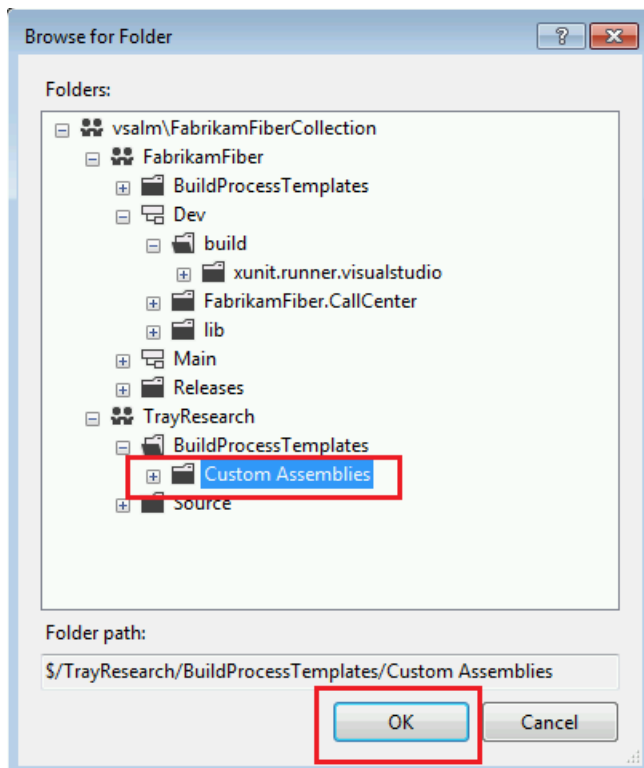 Browse for Folder
Folders:
vsalm\FabrikamFiberCollection
FabrikamFiber
BuildProcessTemplates
Dev
build
xunit.runner.visualstudio
FabrikamFiber.CallCenter
lib
Main
Releases
TrayResearch
BuildProcessTemplates
Custom Assemblies
Source
Folder path:
$/TrayResearch/BuildProcessTemplates/Custom Assemblies
OK Cancel